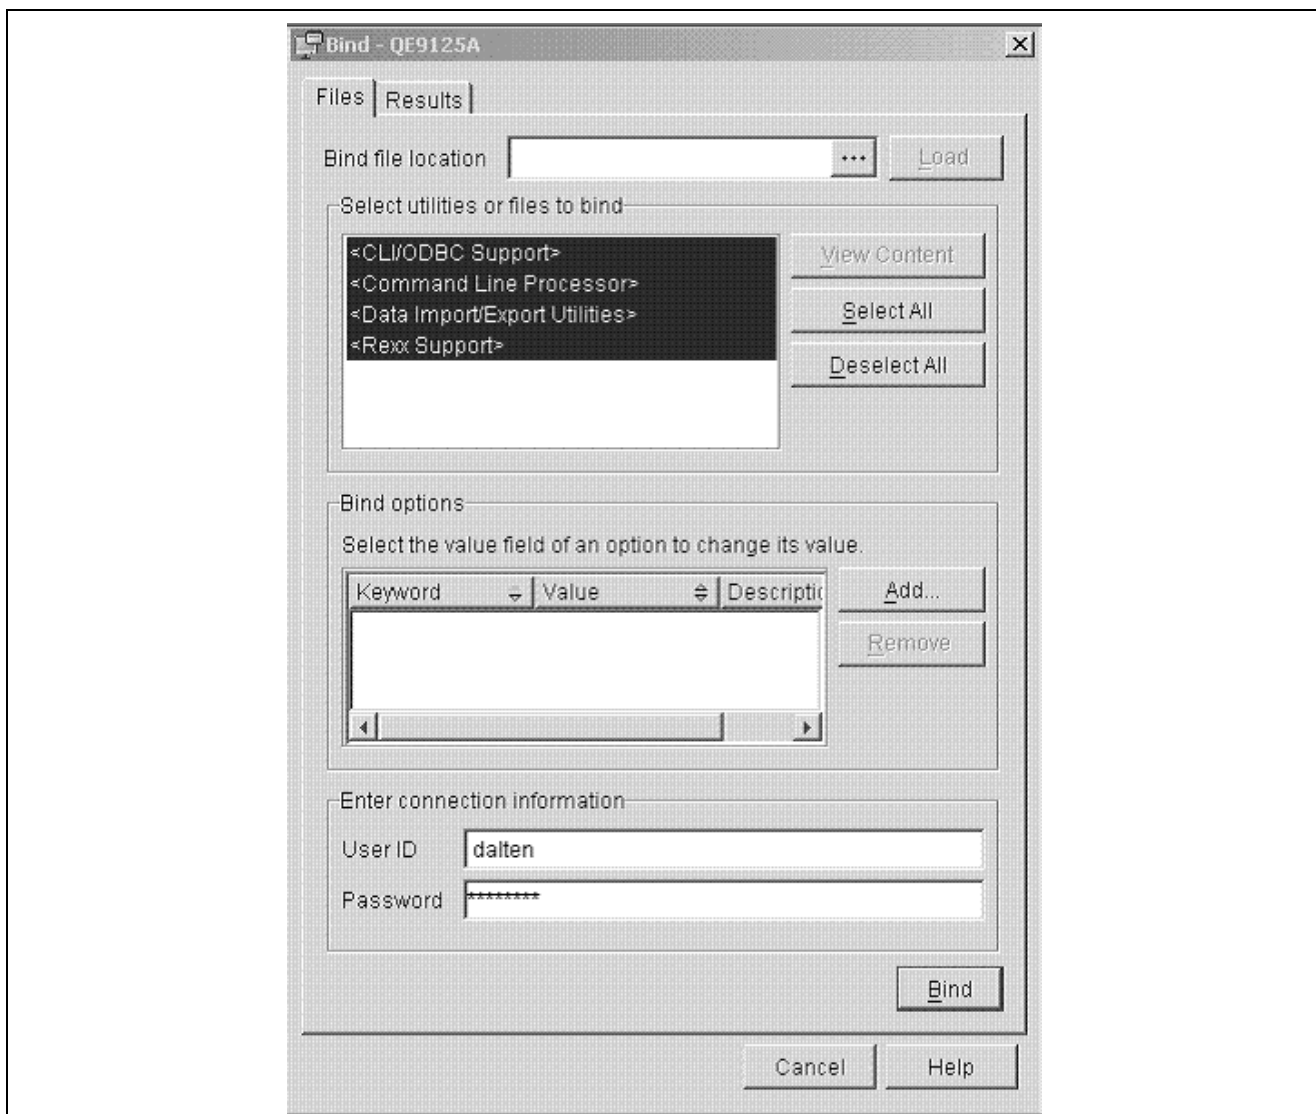 Bind - QE9125A
Files
Results
Bind file location
...
Load
Select utilities or files to bind
<CLI/ODBC Support>
<Command Line Processor>
<Data Import/Export Utilities>
<Rexx Support>
View Content
Select All
Deselect All
Bind options
Select the value field of an option to change its value.
Keyword
Value
Descriptic
Add...
Remove
Enter connection information
User ID
dalten
Password
********
Bind
Cancel
Help